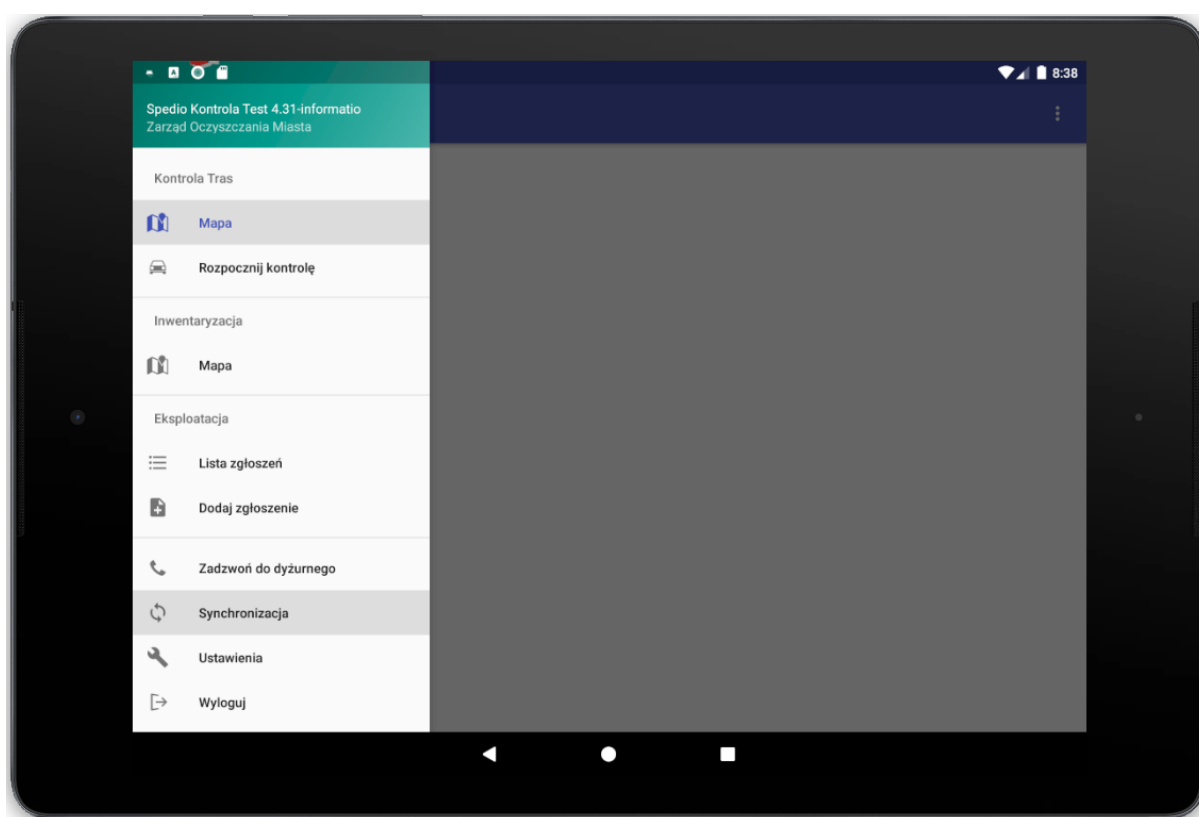 8:38
Spedio Kontrola Test 4.31-informatio
Zarząd Oczyszczania Miasta
Kontrola Tras
Mapa
Rozpocznij kontrolę
Inwentaryzacja
Mapa
Eksploatacja
Lista zgłoszeń
Dodaj zgłoszenie
Zadzwoń do dyżurnego
Synchronizacja
Ustawienia
Wyloguj